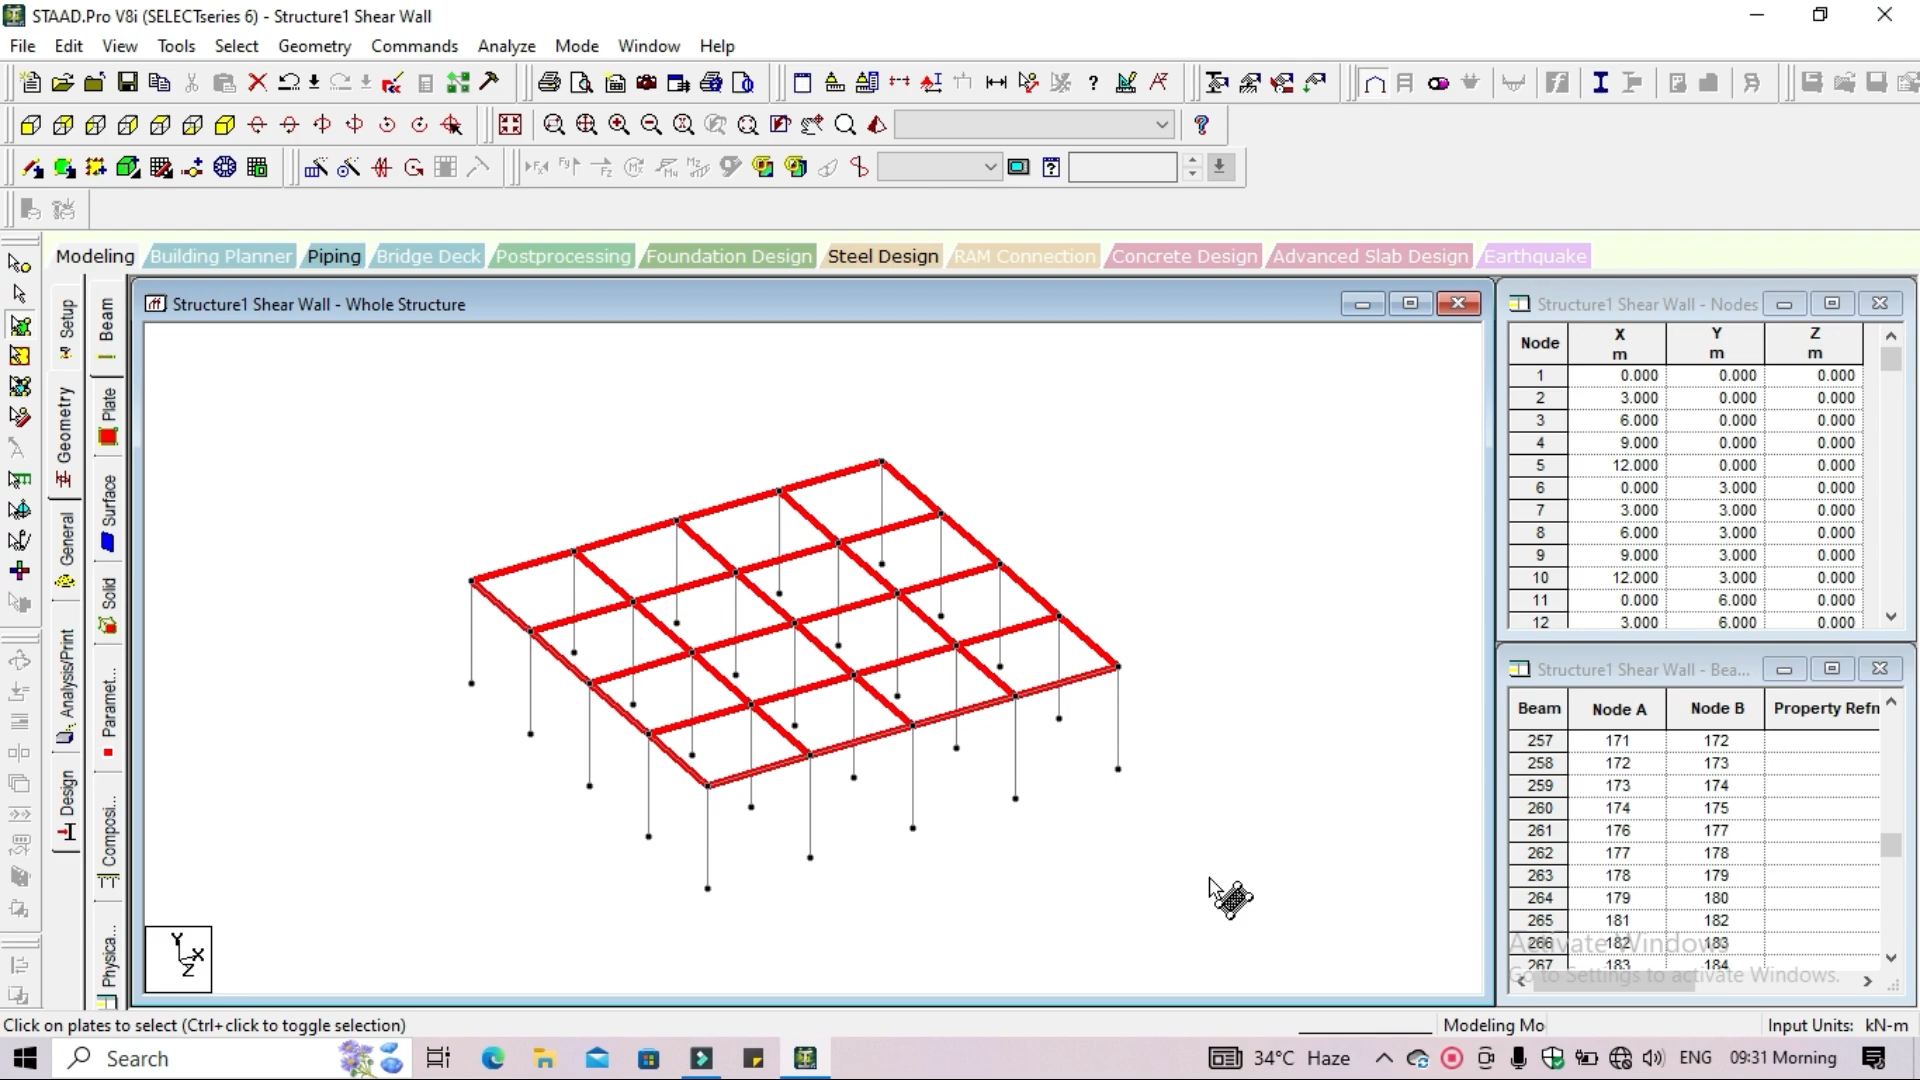 STAAD.Pro V8i (SELECTseries 6) - Structure1 Shear Wall
File Edit View Tools Select Geometry Commands Analyze Mode Window Help
Modeling Building Planner Piping Bridge Deck Postprocessing Foundation Design Steel Design RAM Connection Concrete Design Advanced Slab Design Earthquake
Setup
Geometry
General
Analysis/Print
Design
Beam
Plate
Surface
Solid
Paramet...
Composi...
Physica...
Structure1 Shear Wall - Whole Structure
Y
X
Z
Structure1 Shear Wall - Nodes
Node X m Y m Z m
1 0.000 0.000 0.000
2 3.000 0.000 0.000
3 6.000 0.000 0.000
4 9.000 0.000 0.000
5 12.000 0.000 0.000
6 0.000 3.000 0.000
7 3.000 3.000 0.000
8 6.000 3.000 0.000
9 9.000 3.000 0.000
10 12.000 3.000 0.000
11 0.000 6.000 0.000
12 3.000 6.000 0.000
Structure1 Shear Wall - Bea...
Beam Node A Node B Property Refn
257 171 172
258 172 173
259 173 174
260 174 175
261 176 177
262 177 178
263 178 179
264 179 180
265 181 182
266 182 183
267 183 184
Activate Windows
Go to Settings to activate Windows.
Click on plates to select (Ctrl+click to toggle selection)
Modeling Mo
Input Units: kN-m
Search
34°C Haze
ENG
09:31 Morning